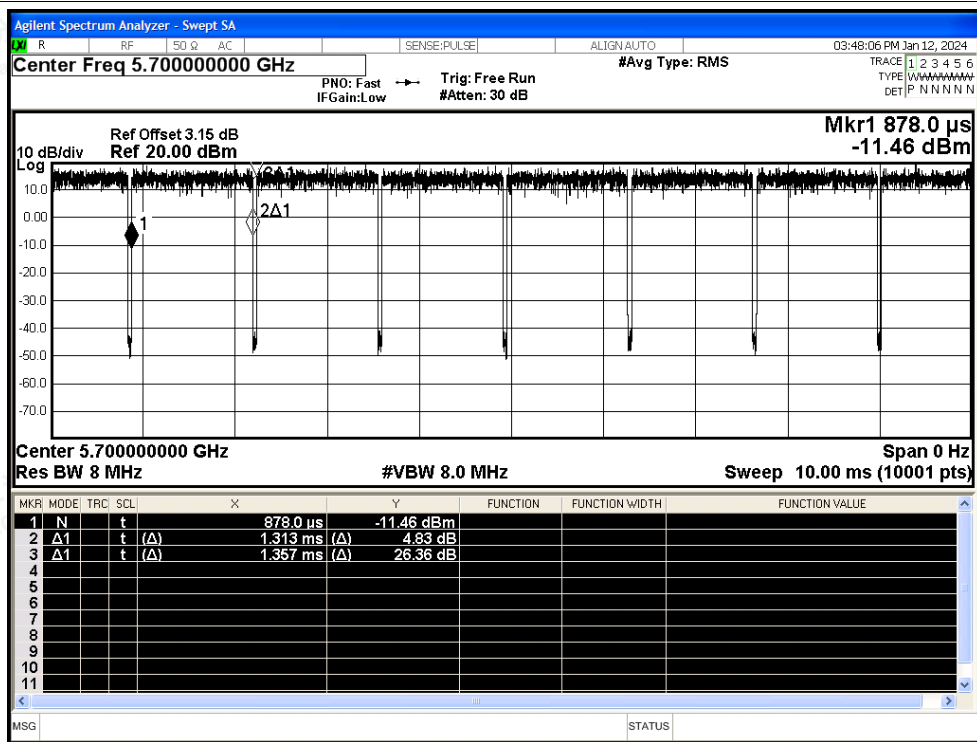 Agilent Spectrum Analyzer - Swept SA
LXI R RF 50 Ω AC SENSE:PULSE ALIGN AUTO 03:48:06 PM Jan 12, 2024
Center Freq 5.700000000 GHz #Avg Type: RMS TRACE 1 2 3 4 5 6
PNO: Fast Trig: Free Run TYPE WWWWWW
IFGain:Low #Atten: 30 dB DET P N N N N N
Mkr1 878.0 µs
Ref Offset 3.15 dB
10 dB/div Ref 20.00 dBm -11.46 dBm
Log
3Δ1
10.0
2Δ1
0.00
1
-10.0
-20.0
-30.0
-40.0
-50.0
-60.0
-70.0
Center 5.700000000 GHz Span 0 Hz
Res BW 8 MHz #VBW 8.0 MHz Sweep 10.00 ms (10001 pts)
MKR MODE TRC SCL X Y FUNCTION FUNCTION WIDTH FUNCTION VALUE
1 N t 878.0 µs -11.46 dBm
2 Δ1 t (Δ) 1.313 ms (Δ) 4.83 dB
3 Δ1 t (Δ) 1.357 ms (Δ) 26.36 dB
4
5
6
7
8
9
10
11
MSG STATUS